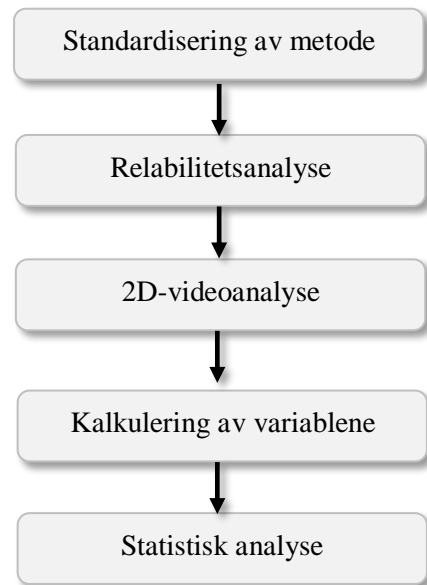 Standardisering av metode
Relabilitetsanalyse
2D-videoanalyse
Kalkulering av variablene
Statistisk analyse